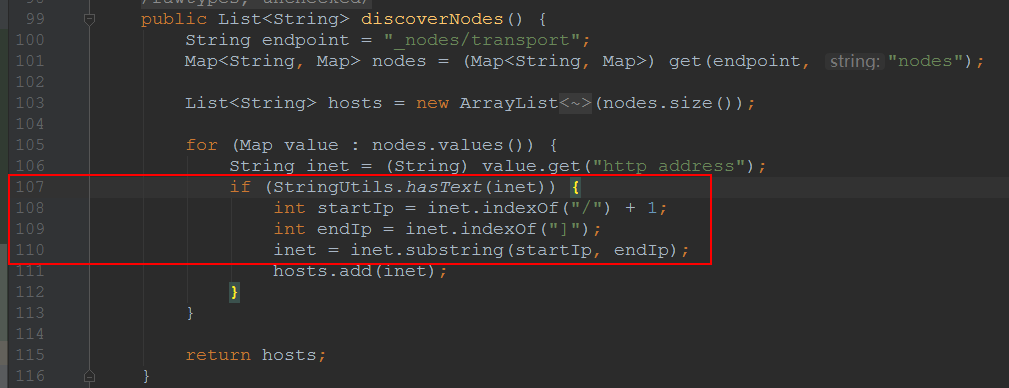 /rawtypes, unchecked/
99 public List<String> discoverNodes() {
100 String endpoint = "_nodes/transport";
101 Map<String, Map> nodes = (Map<String, Map>) get(endpoint, string: "nodes");
102
103 List<String> hosts = new ArrayList<~>(nodes.size());
104
105 for (Map value : nodes.values()) {
106 String inet = (String) value.get("http_address");
107 if (StringUtils.hasText(inet)) {
108 int startIp = inet.indexOf("/") + 1;
109 int endIp = inet.indexOf("]");
110 inet = inet.substring(startIp, endIp);
111 hosts.add(inet);
112 }
113 }
114
115 return hosts;
116 }